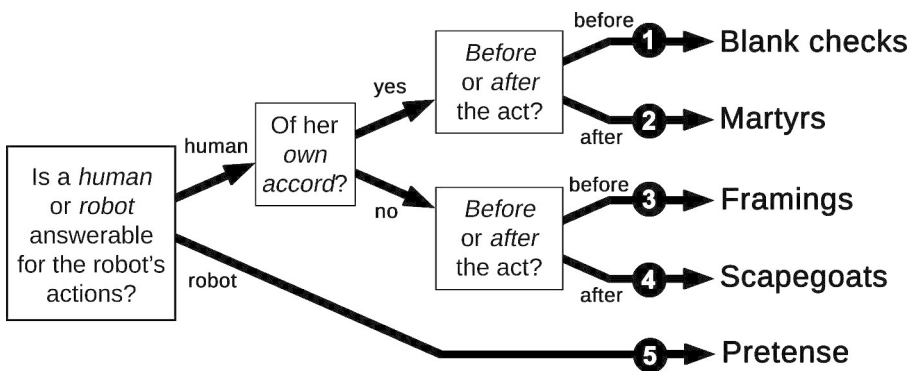 Is a human
or robot
answerable
for the robot's
actions?
human
robot
Of her
own
accord?
yes
no
Before
or after
the act?
before
1
Blank checks
after
2
Martyrs
Before
or after
the act?
before
3
Framings
after
4
Scapegoats
5
Pretense